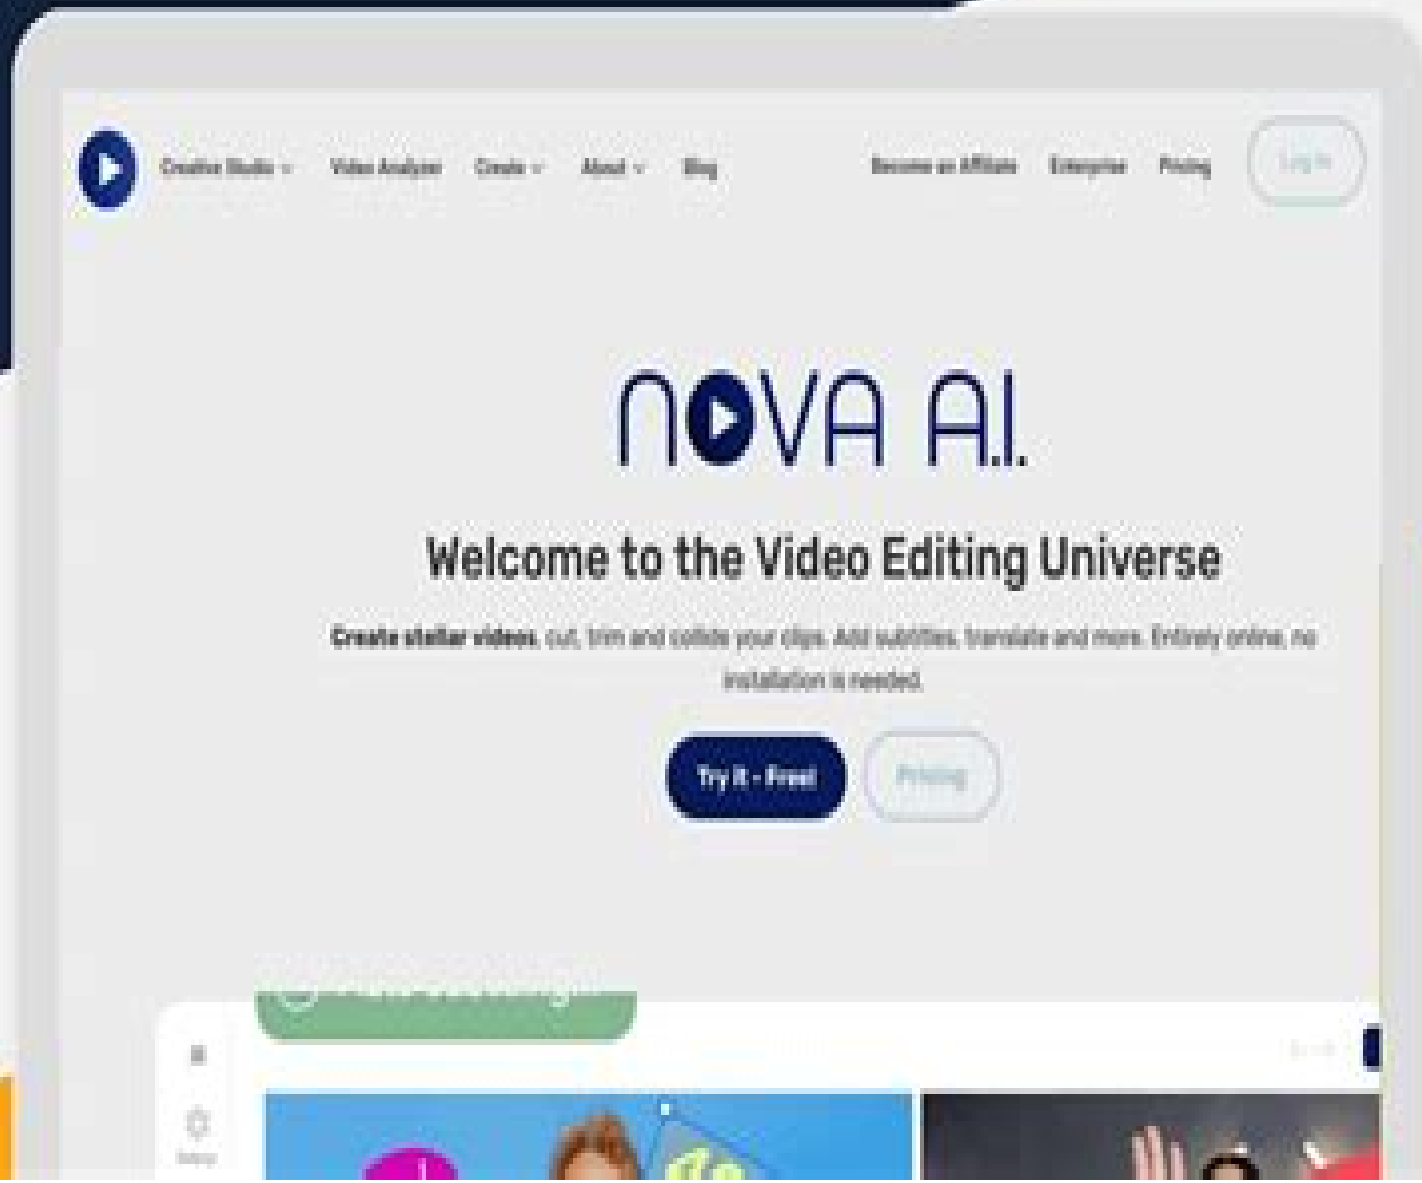 Creative Studio Video Analyzer Create About Blog Become an Affiliate Enterprise Pricing Log in
NOVA A.I.
Welcome to the Video Editing Universe
Create stellar videos, cut, trim and collide your clips. Add subtitles, translate and more. Entirely online, no
installation is needed.
Try it - Free! Pricing